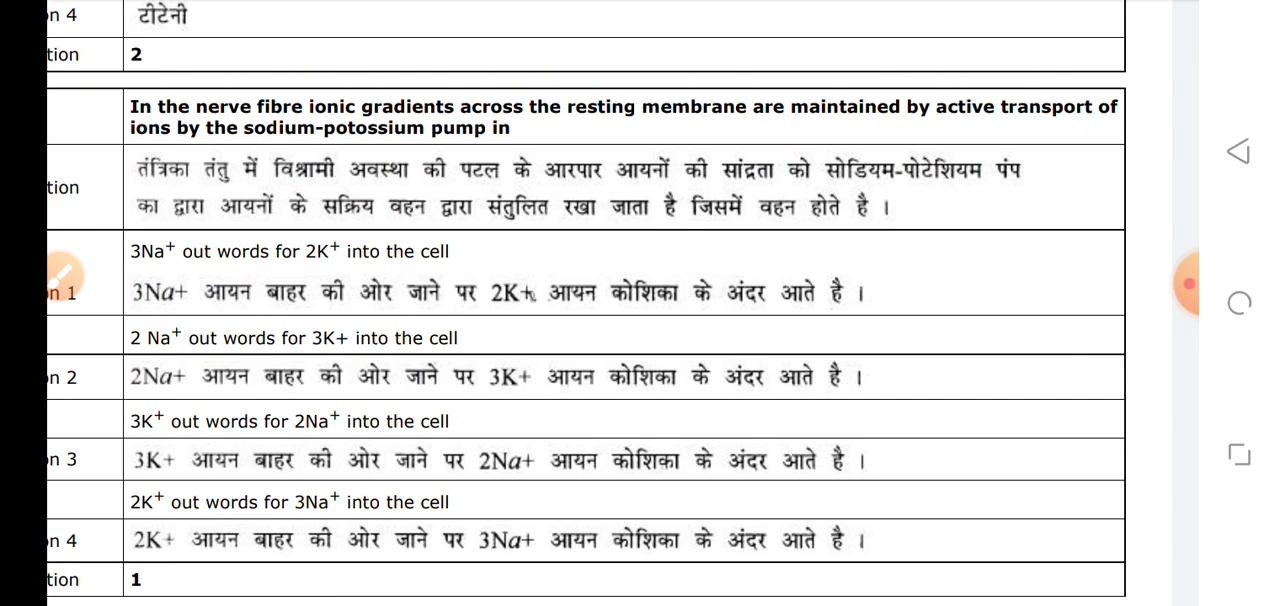 n 4
टीटेनी
tion
2
In the nerve fibre ionic gradients across the resting membrane are maintained by active transport of
ions by the sodium-potossium pump in
tion
तंत्रिका तंतु में विश्रामी अवस्था की पटल के आरपार आयनों की सांद्रता को सोडियम-पोटेशियम पंप
का द्वारा आयनों के सक्रिय वहन द्वारा संतुलित रखा जाता है जिसमें वहन होते है ।
3Na⁺ out words for 2K⁺ into the cell
n 1
3Na+ आयन बाहर की ओर जाने पर 2K+ आयन कोशिका के अंदर आते है ।
2 Na⁺ out words for 3K+ into the cell
n 2
2Na+ आयन बाहर की ओर जाने पर 3K+ आयन कोशिका के अंदर आते है ।
3K⁺ out words for 2Na⁺ into the cell
n 3
3K+ आयन बाहर की ओर जाने पर 2Na+ आयन कोशिका के अंदर आते है ।
2K⁺ out words for 3Na⁺ into the cell
n 4
2K+ आयन बाहर की ओर जाने पर 3Na+ आयन कोशिका के अंदर आते है ।
tion
1